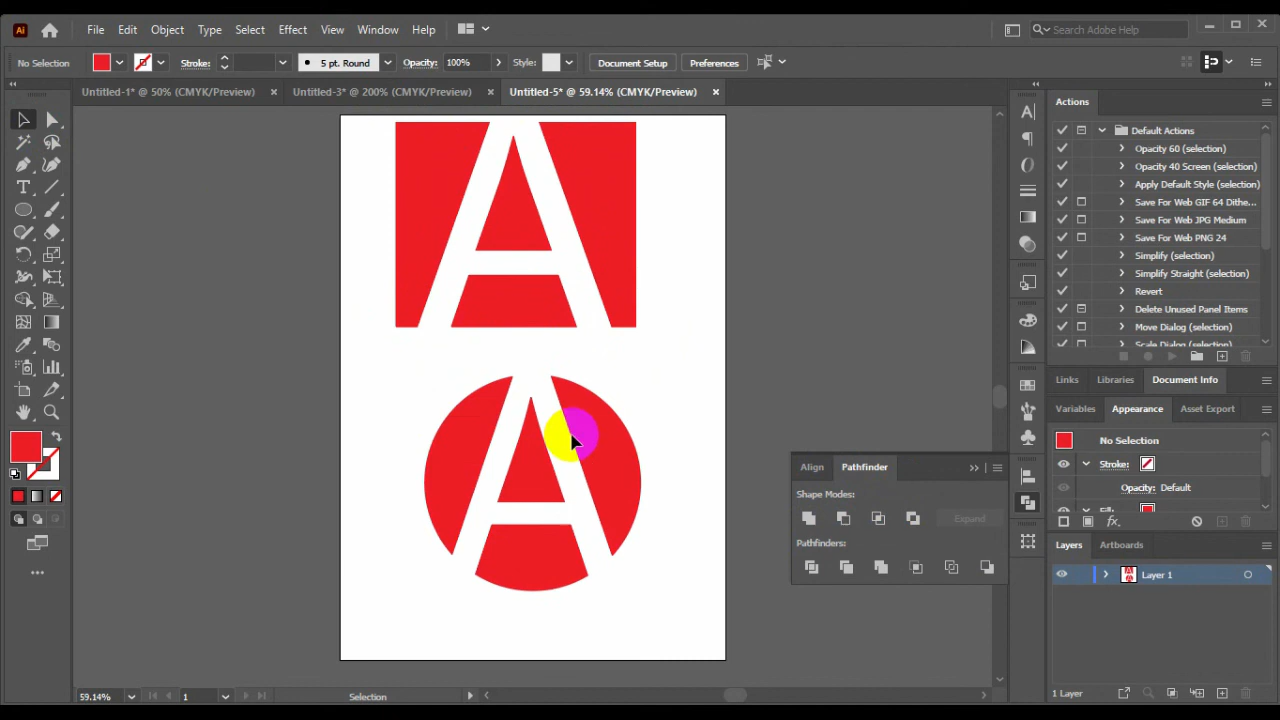 Ai File Edit Object Type Select Effect View Window Help Search Adobe Help
No Selection Stroke: 5 pt. Round Opacity: 100% Style: Document Setup Preferences
Untitled-1* @ 50% (CMYK/Preview) × Untitled-3* @ 200% (CMYK/Preview) × Untitled-5* @ 59.14% (CMYK/Preview) ×
A
A
Align Pathfinder
Shape Modes:
Expand
Pathfinders:
Actions
Default Actions
Opacity 60 (selection)
Opacity 40 Screen (selection)
Apply Default Style (selection)
Save For Web GIF 64 Dithe...
Save For Web JPG Medium
Save For Web PNG 24
Simplify (selection)
Simplify Straight (selection)
Revert
Delete Unused Panel Items
Move Dialog (selection)
Scale Dialog (selection)
Links Libraries Document Info
Variables Appearance Asset Export
No Selection
Stroke:
Opacity: Default
Fill:
fx
Layers Artboards
Layer 1
1 Layer
59.14% 1 Selection